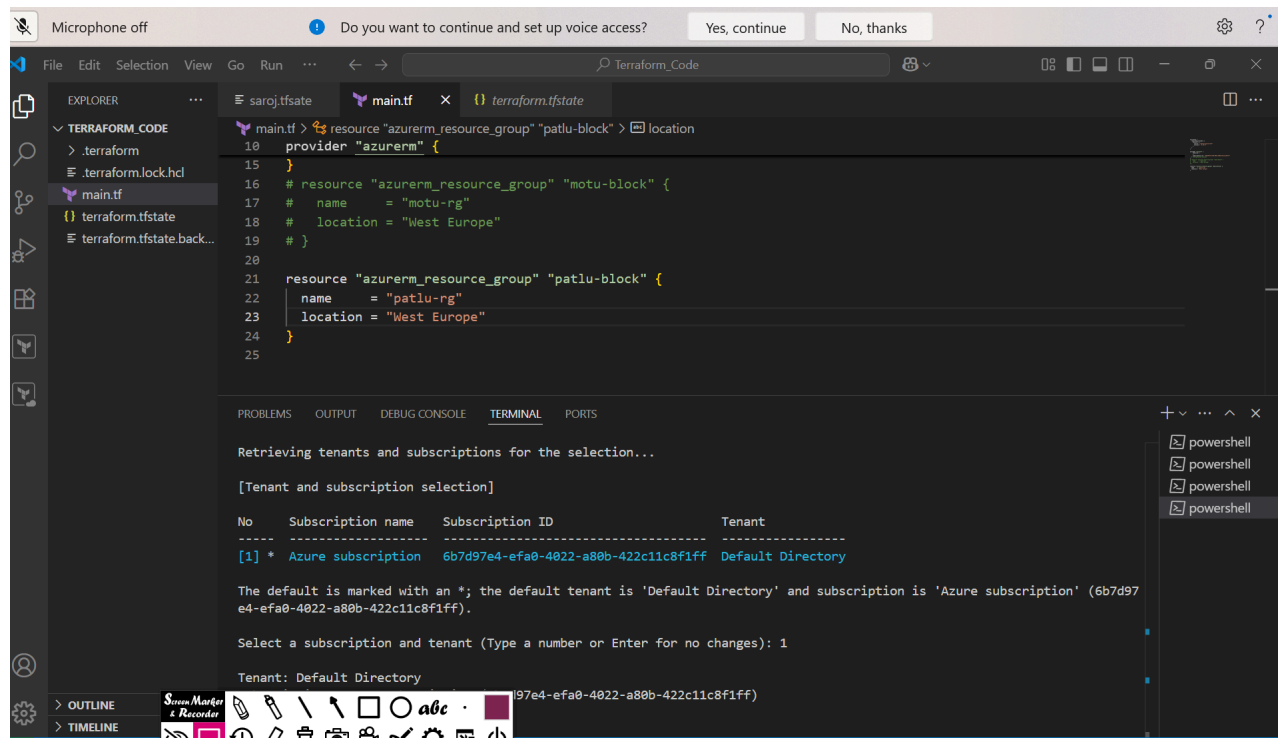 Microphone off
Do you want to continue and set up voice access?
Yes, continue
No, thanks
?
File Edit Selection View Go Run ···
Terraform_Code
EXPLORER ···
TERRAFORM_CODE
.terraform
.terraform.lock.hcl
main.tf
{} terraform.tfstate
terraform.tfstate.back...
OUTLINE
TIMELINE
saroj.tfsate
main.tf
{} terraform.tfstate
main.tf > resource "azurerm_resource_group" "patlu-block" > location
10 provider "azurerm" {
15 }
16 # resource "azurerm_resource_group" "motu-block" {
17 #   name     = "motu-rg"
18 #   location = "West Europe"
19 # }
20
21 resource "azurerm_resource_group" "patlu-block" {
22   name     = "patlu-rg"
23   location = "West Europe"
24 }
25
PROBLEMS OUTPUT DEBUG CONSOLE TERMINAL PORTS
powershell
powershell
powershell
powershell
Retrieving tenants and subscriptions for the selection...
[Tenant and subscription selection]
No     Subscription name    Subscription ID                       Tenant
-----  -------------------  ------------------------------------  -----------------
[1] *  Azure subscription   6b7d97e4-efa0-4022-a80b-422c11c8f1ff  Default Directory
The default is marked with an *; the default tenant is 'Default Directory' and subscription is 'Azure subscription' (6b7d97
e4-efa0-4022-a80b-422c11c8f1ff).
Select a subscription and tenant (Type a number or Enter for no changes): 1
Tenant: Default Directory
97e4-efa0-4022-a80b-422c11c8f1ff)
Screen Marker
& Recorder
abc